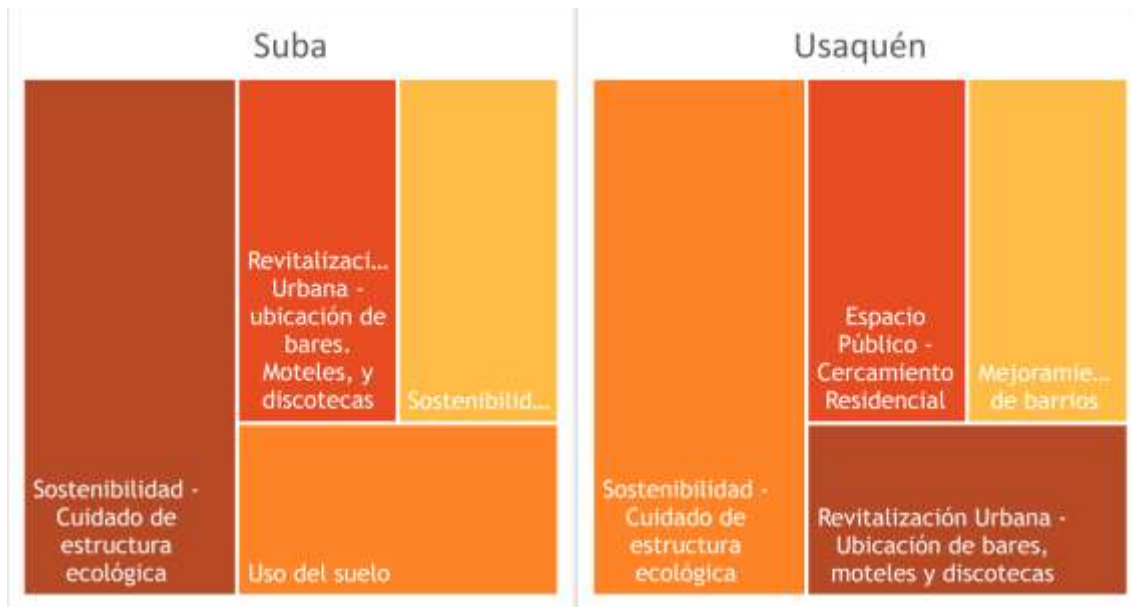 Suba
Revitalizaci...
Urbana -
ubicación de
bares.
Moteles, y
discotecas
Sostenibilid...
Sostenibilidad -
Cuidado de
estructura
ecológica
Uso del suelo
Usaquén
Espacio
Público -
Cercamiento
Residencial
Mejoramie...
de barrios
Sostenibilidad -
Cuidado de
estructura
ecológica
Revitalización Urbana -
Ubicación de bares,
moteles y discotecas